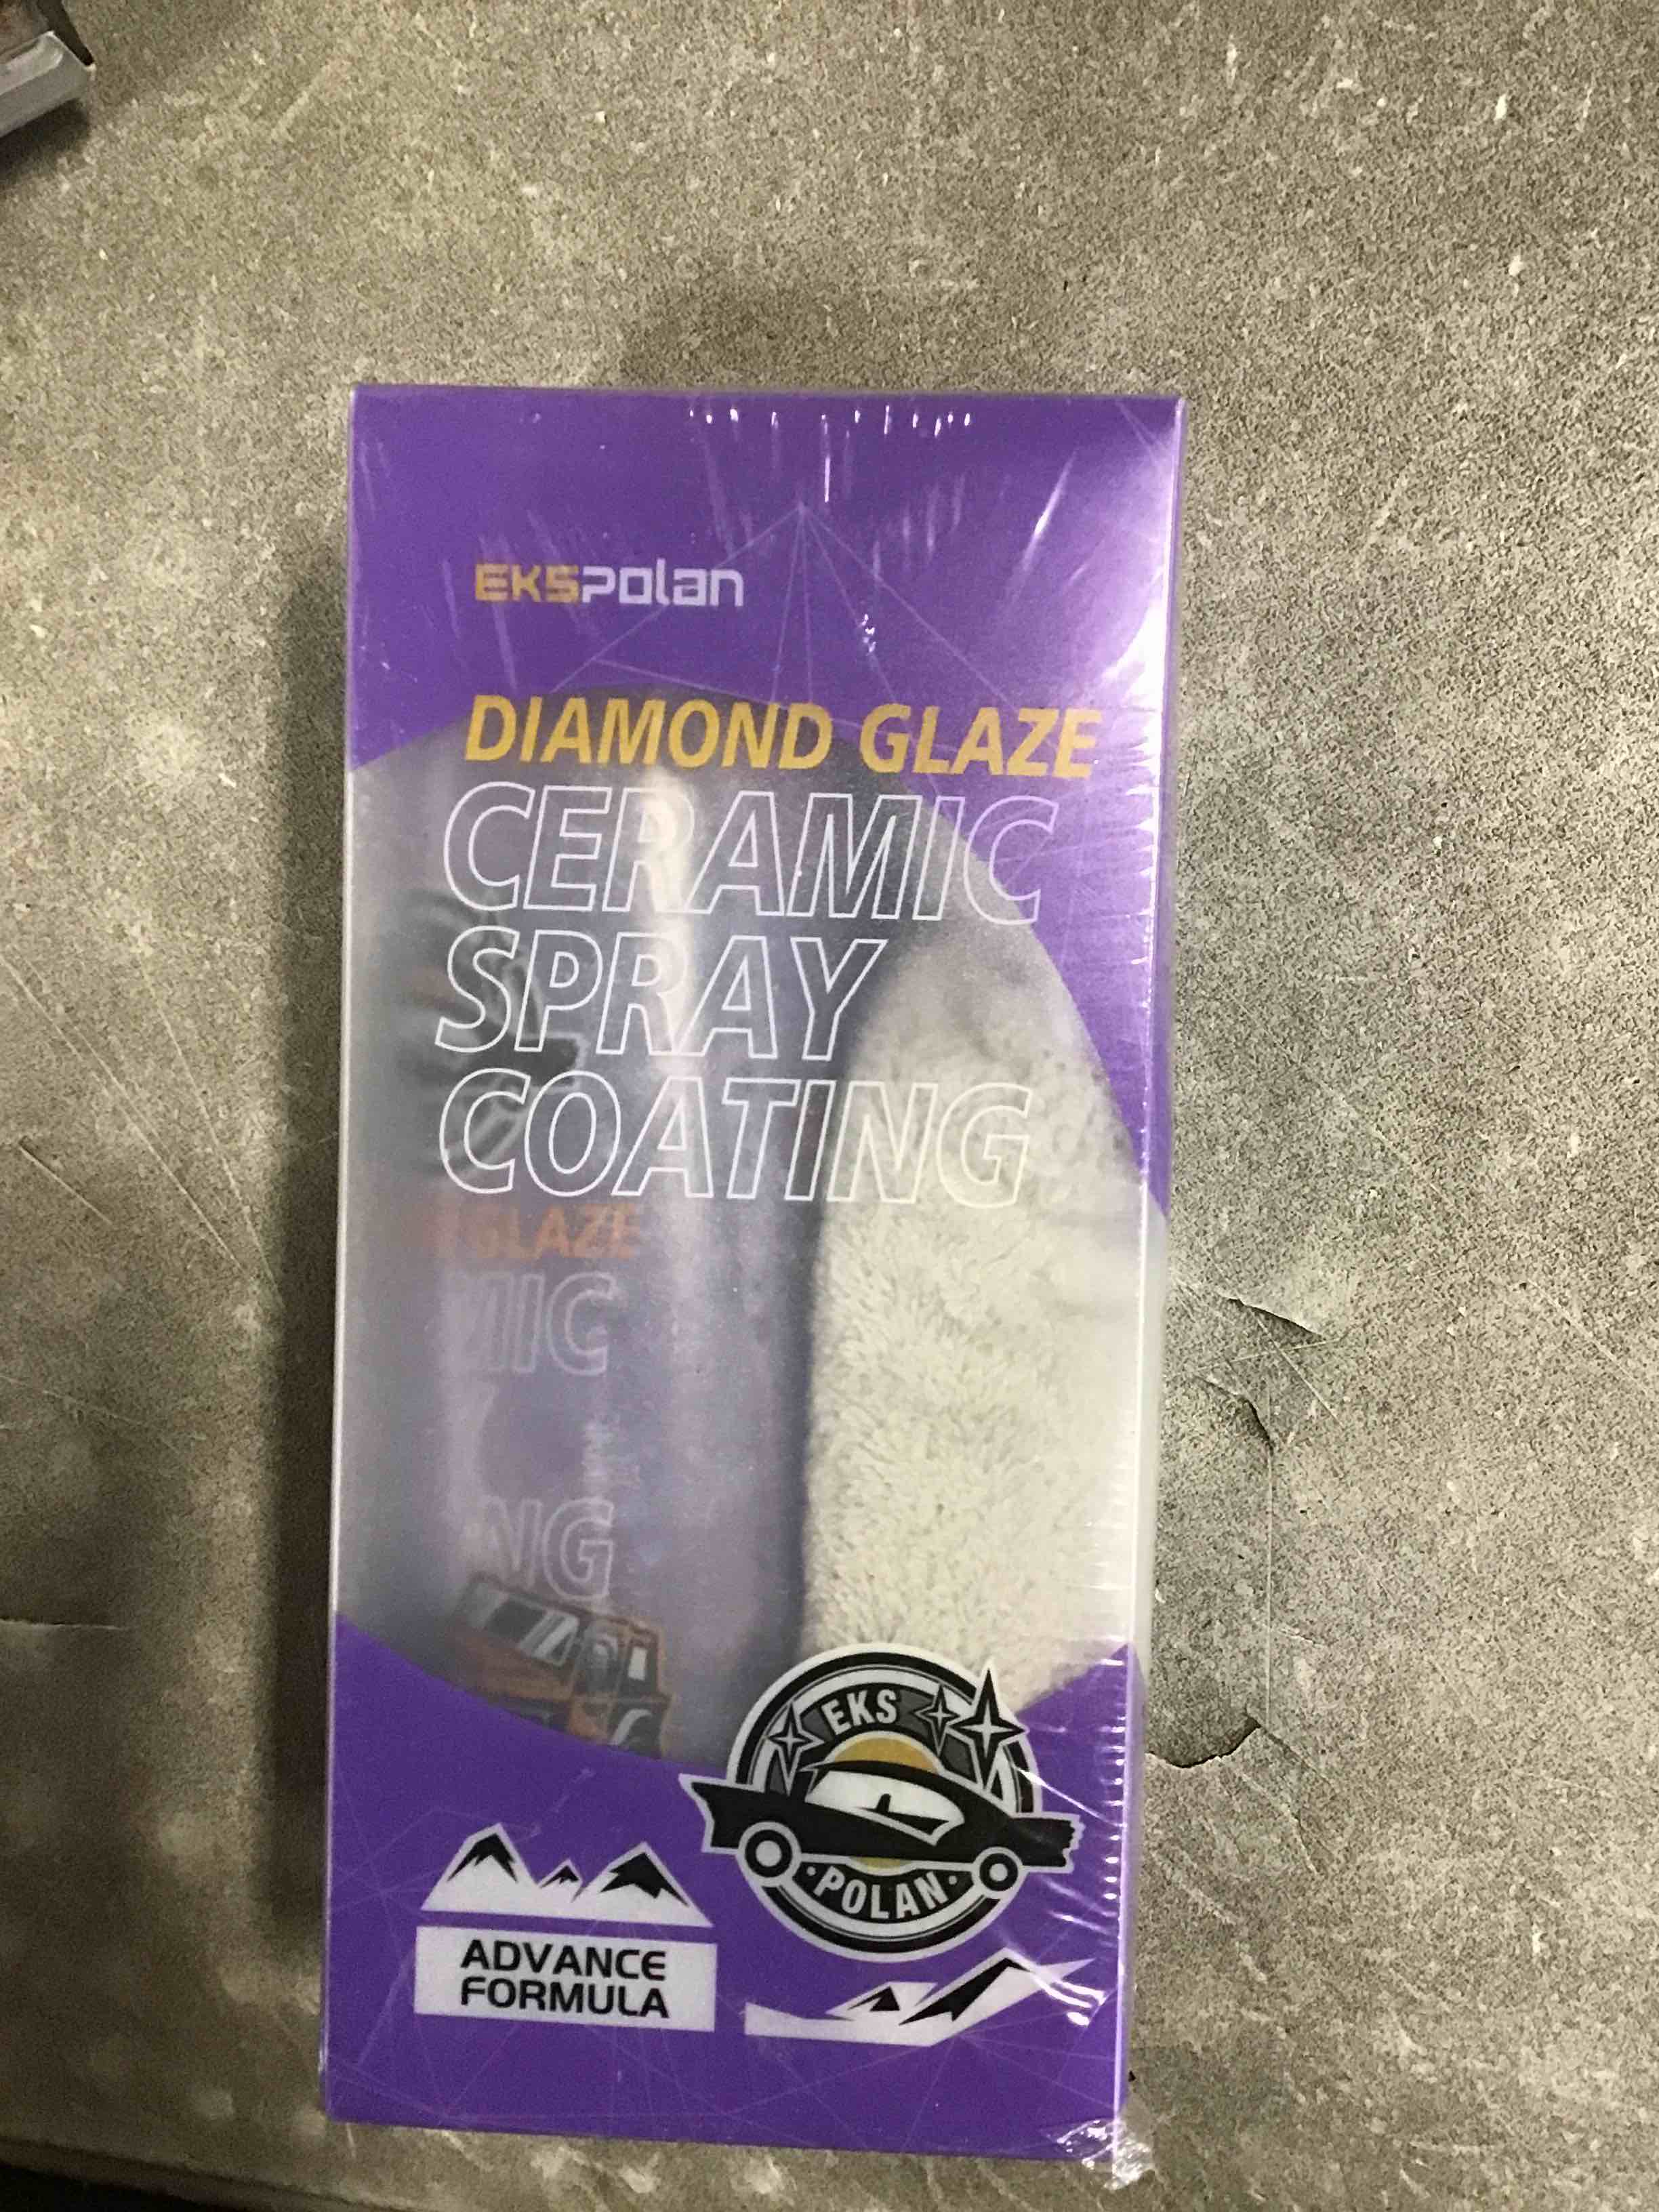 EKSPOLAN
DIAMOND GLAZE
CERAMIC
SPRAY
COATING
GLAZE
MIC
NG
EKS
POLAN
ADVANCE
FORMULA